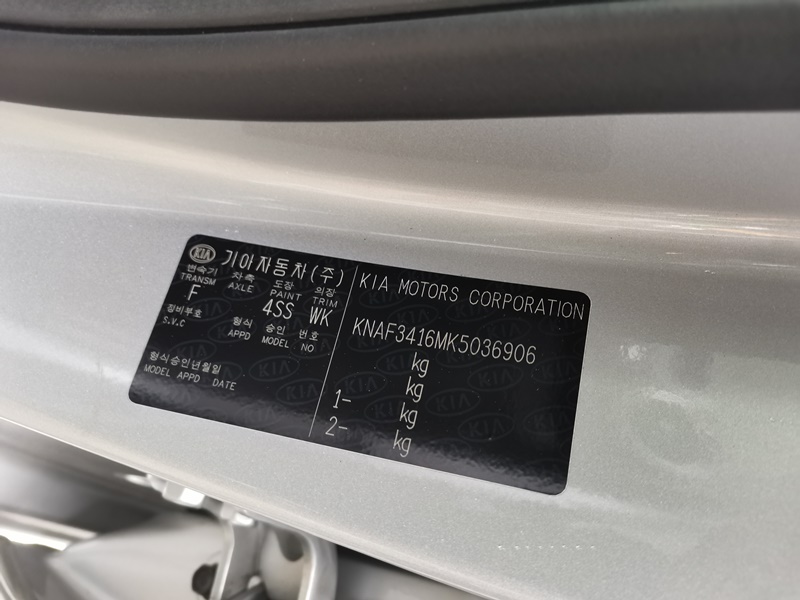 KIA 기아자동차(주)
변속기 차축 도장 의장
TRANSM AXLE PAINT TRIM
F 4SS WK
정비부호 형식 승인 번호
S.V.C APPD MODEL NO
형식승인년월일
MODEL APPD DATE
KIA MOTORS CORPORATION
KNAF3416MK5036906
kg
kg
1- kg
2- kg